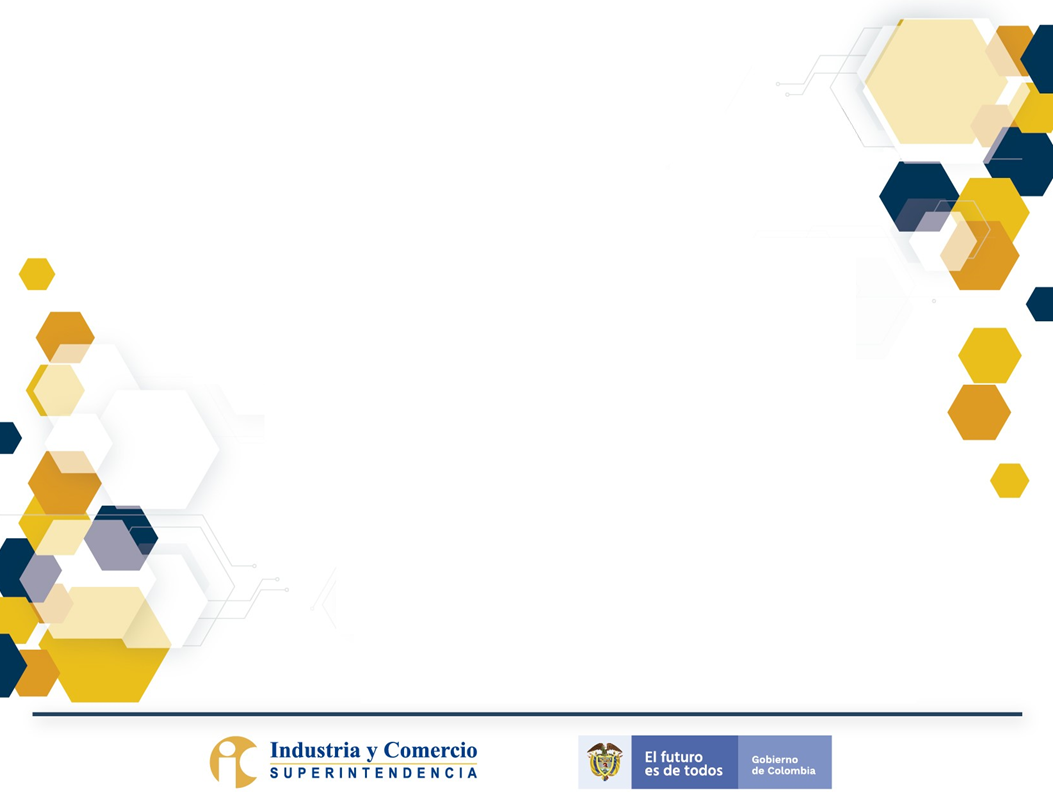 Industria y Comercio
SUPERINTENDENCIA
El futuro
es de todos
Gobierno
de Colombia